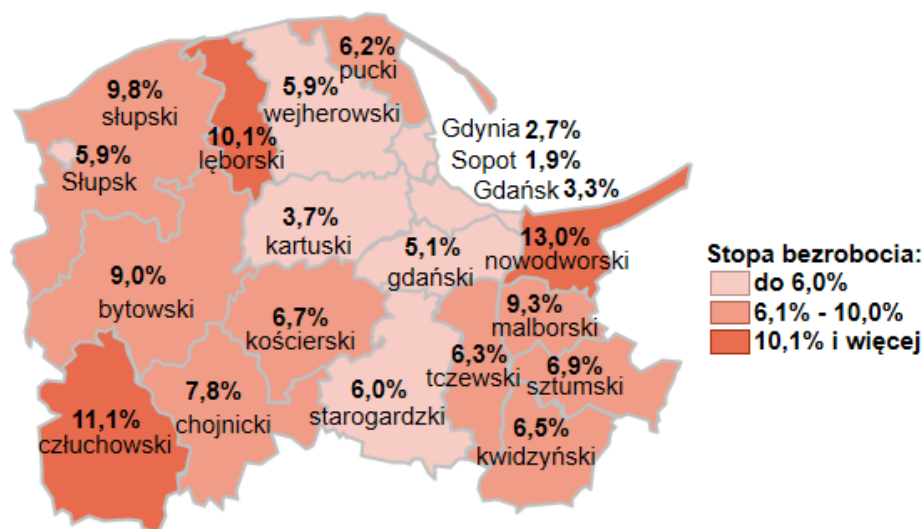 6,2%
pucki
5,9%
wejherowski
9,8%
słupski
10,1%
lęborski
5,9%
Słupsk
Gdynia 2,7%
Sopot 1,9%
Gdańsk 3,3%
3,7%
kartuski
5,1%
gdański
13,0%
nowodworski
9,0%
bytowski
6,7%
kościerski
9,3%
malborski
6,3%
tczewski
6,9%
sztumski
7,8%
chojnicki
6,0%
starogardzki
11,1%
człuchowski
6,5%
kwidzyński
Stopa bezrobocia:
do 6,0%
6,1% - 10,0%
10,1% i więcej